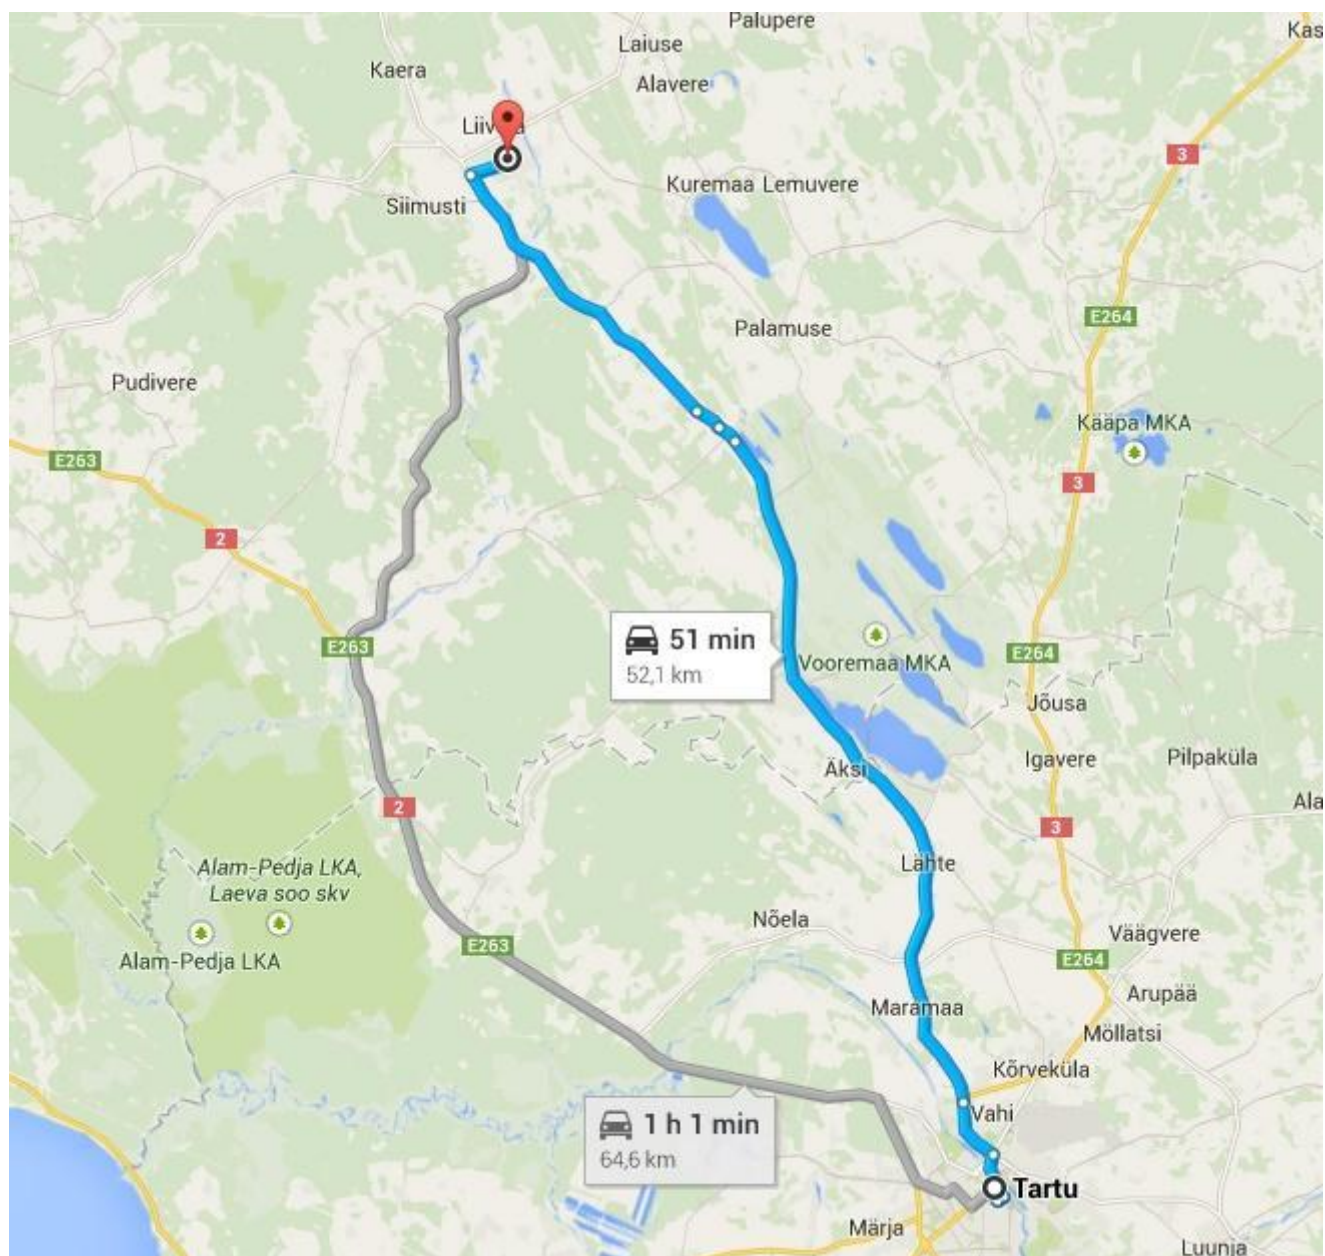 Palupere
Laiuse
Kas
Kaera
Alavere
3
Kuremaa Lemuvere
Siimusti
E264
Palamuse
Pudivere
Kääpa MKA
E263
3
2
51 min
52,1 km
E263
Vooremaa MKA
E264
Jõusa
Igavere
Pilpaküla
Äksi
2
Ala
3
Lähte
Alam-Pedja LKA,
Laeva soo skv
Nõela
E263
Väägvere
Alam-Pedja LKA
E264
Arupää
Maramaa
Möllatsi
Kõrveküla
Vahi
1 h 1 min
64,6 km
Tartu
Märja
Luunja